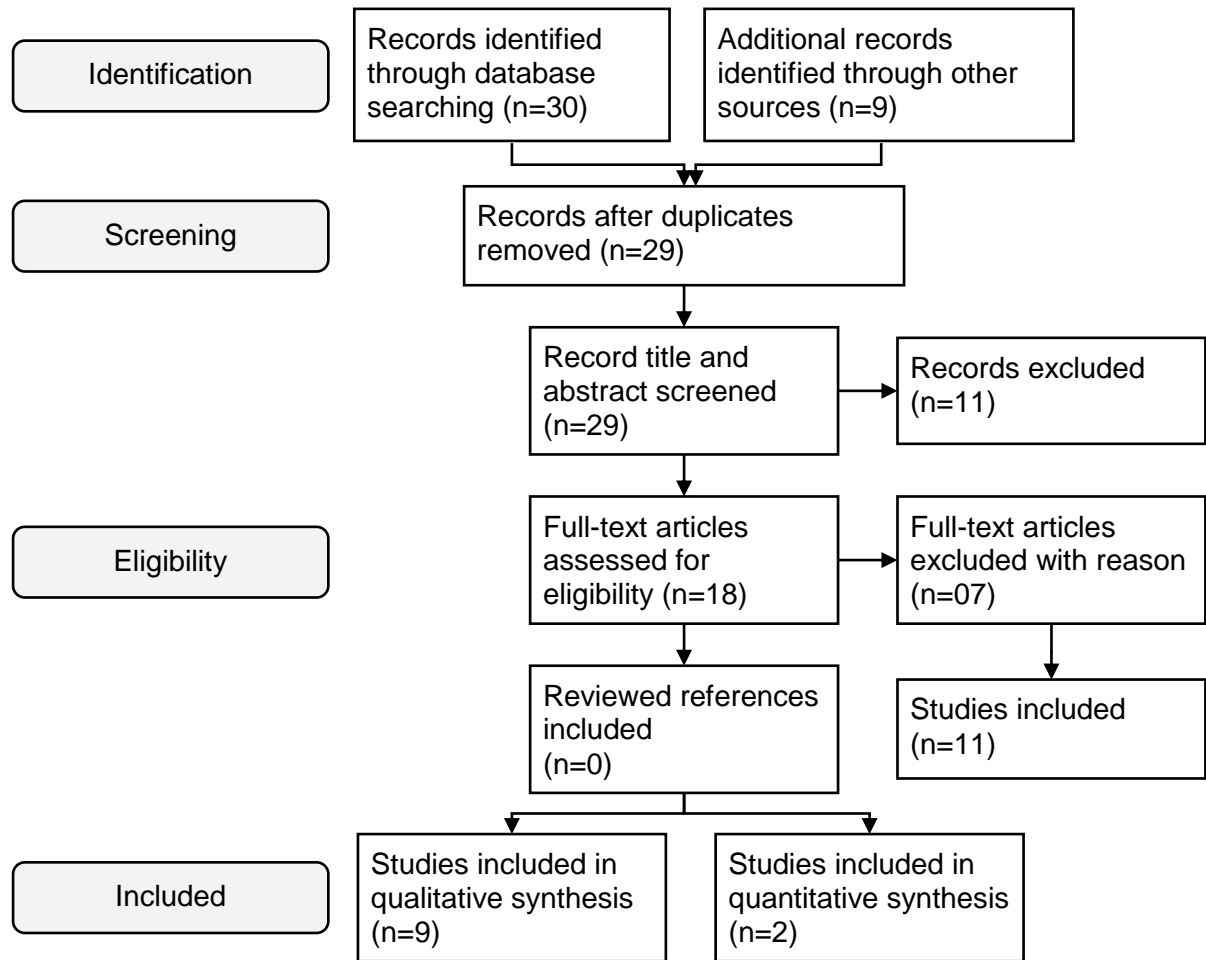 Identification
Records identified
through database
searching (n=30)
Additional records
identified through other
sources (n=9)
Screening
Records after duplicates
removed (n=29)
Record title and
abstract screened
(n=29)
Records excluded
(n=11)
Eligibility
Full-text articles
assessed for
eligibility (n=18)
Full-text articles
excluded with reason
(n=07)
Reviewed references
included
(n=0)
Studies included
(n=11)
Included
Studies included in
qualitative synthesis
(n=9)
Studies included in
quantitative synthesis
(n=2)